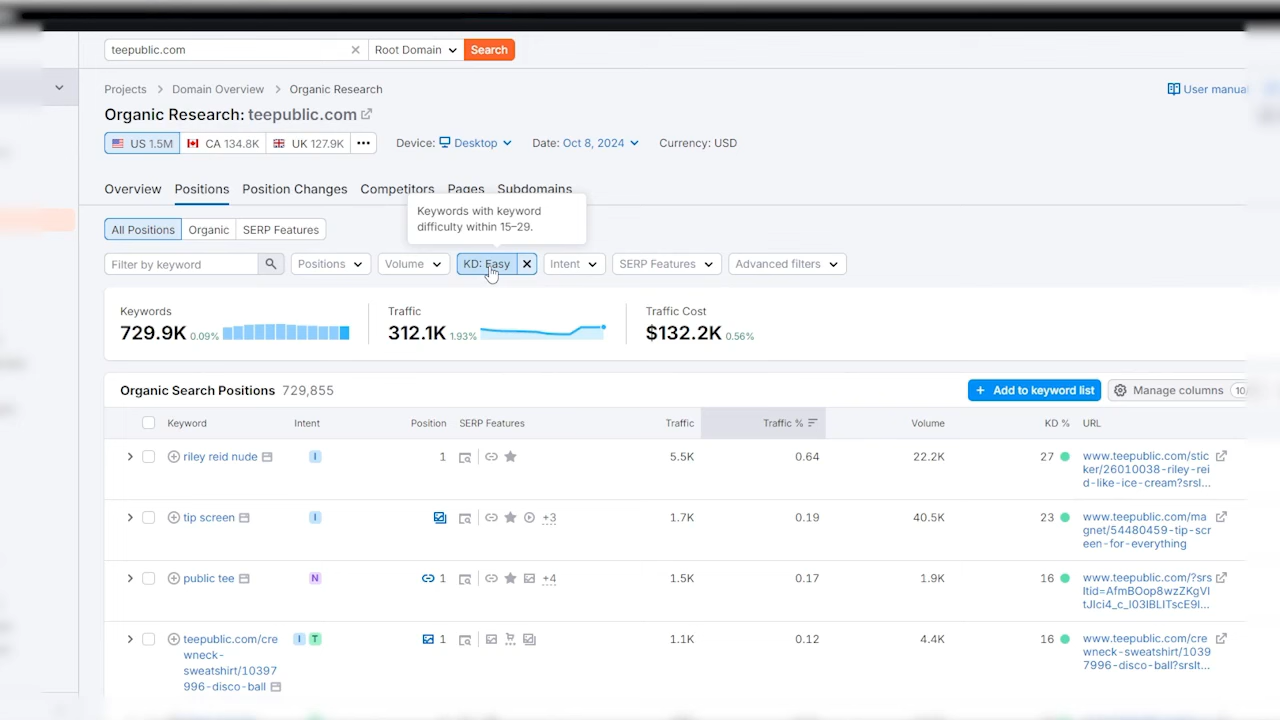 teepublic.com
Root Domain
Search
Projects > Domain Overview > Organic Research
User manua
Organic Research: teepublic.com
US 1.5M
CA 134.8K
UK 127.9K
Device: Desktop
Date: Oct 8, 2024
Currency: USD
Overview
Positions
Position Changes
Competitors
Pages
Subdomains
Keywords with keyword
difficulty within 15–29.
All Positions
Organic
SERP Features
Filter by keyword
Positions
Volume
KD: Easy
Intent
SERP Features
Advanced filters
Keywords
729.9K 0.09%
Traffic
312.1K 1.93%
Traffic Cost
$132.2K 0.56%
Organic Search Positions 729,855
+ Add to keyword list
Manage columns 10
Keyword Intent Position SERP Features Traffic Traffic % Volume KD % URL
riley reid nude I 1 5.5K 0.64 22.2K 27
www.teepublic.com/stic
ker/26010038-riley-rei
d-like-ice-cream?srsl...
tip screen I +3 1.7K 0.19 40.5K 23
www.teepublic.com/ma
gnet/54480459-tip-scr
een-for-everything
public tee N 1 +4 1.5K 0.17 1.9K 16
www.teepublic.com/?srs
ltid=AfmBOop8wzZKgVI
tJIci4_c_I03IBLITscE9I...
teepublic.com/cre
wneck-
sweatshirt/10397
996-disco-ball
I T 1 1.1K 0.12 4.4K 16
www.teepublic.com/cre
wneck-sweatshirt/1039
7996-disco-ball?srslt...